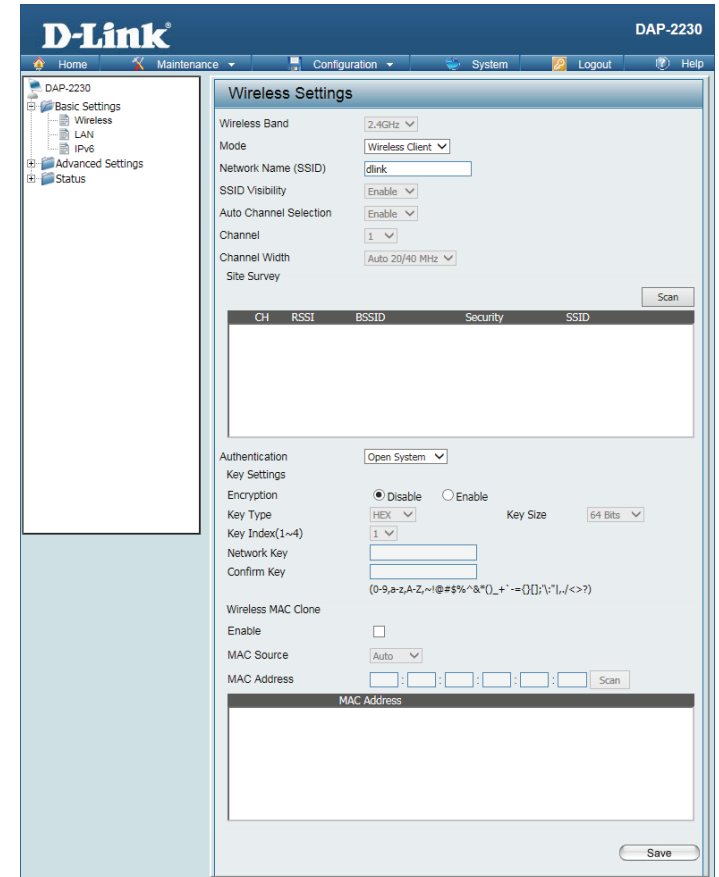 D-Link®
DAP-2230
Home Maintenance Configuration System Logout Help
DAP-2230
Basic Settings
Wireless
LAN
IPv6
Advanced Settings
Status
Wireless Settings
Wireless Band 2.4GHz
Mode Wireless Client
Network Name (SSID) dlink
SSID Visibility Enable
Auto Channel Selection Enable
Channel 1
Channel Width Auto 20/40 MHz
Site Survey
Scan
CH RSSI BSSID Security SSID
Authentication Open System
Key Settings
Encryption Disable Enable
Key Type HEX Key Size 64 Bits
Key Index(1~4) 1
Network Key
Confirm Key
(0-9,a-z,A-Z,~!@#$%^&*()_+`-={}[];'\:"|,./<>?)
Wireless MAC Clone
Enable
MAC Source Auto
MAC Address : : : : : Scan
MAC Address
Save